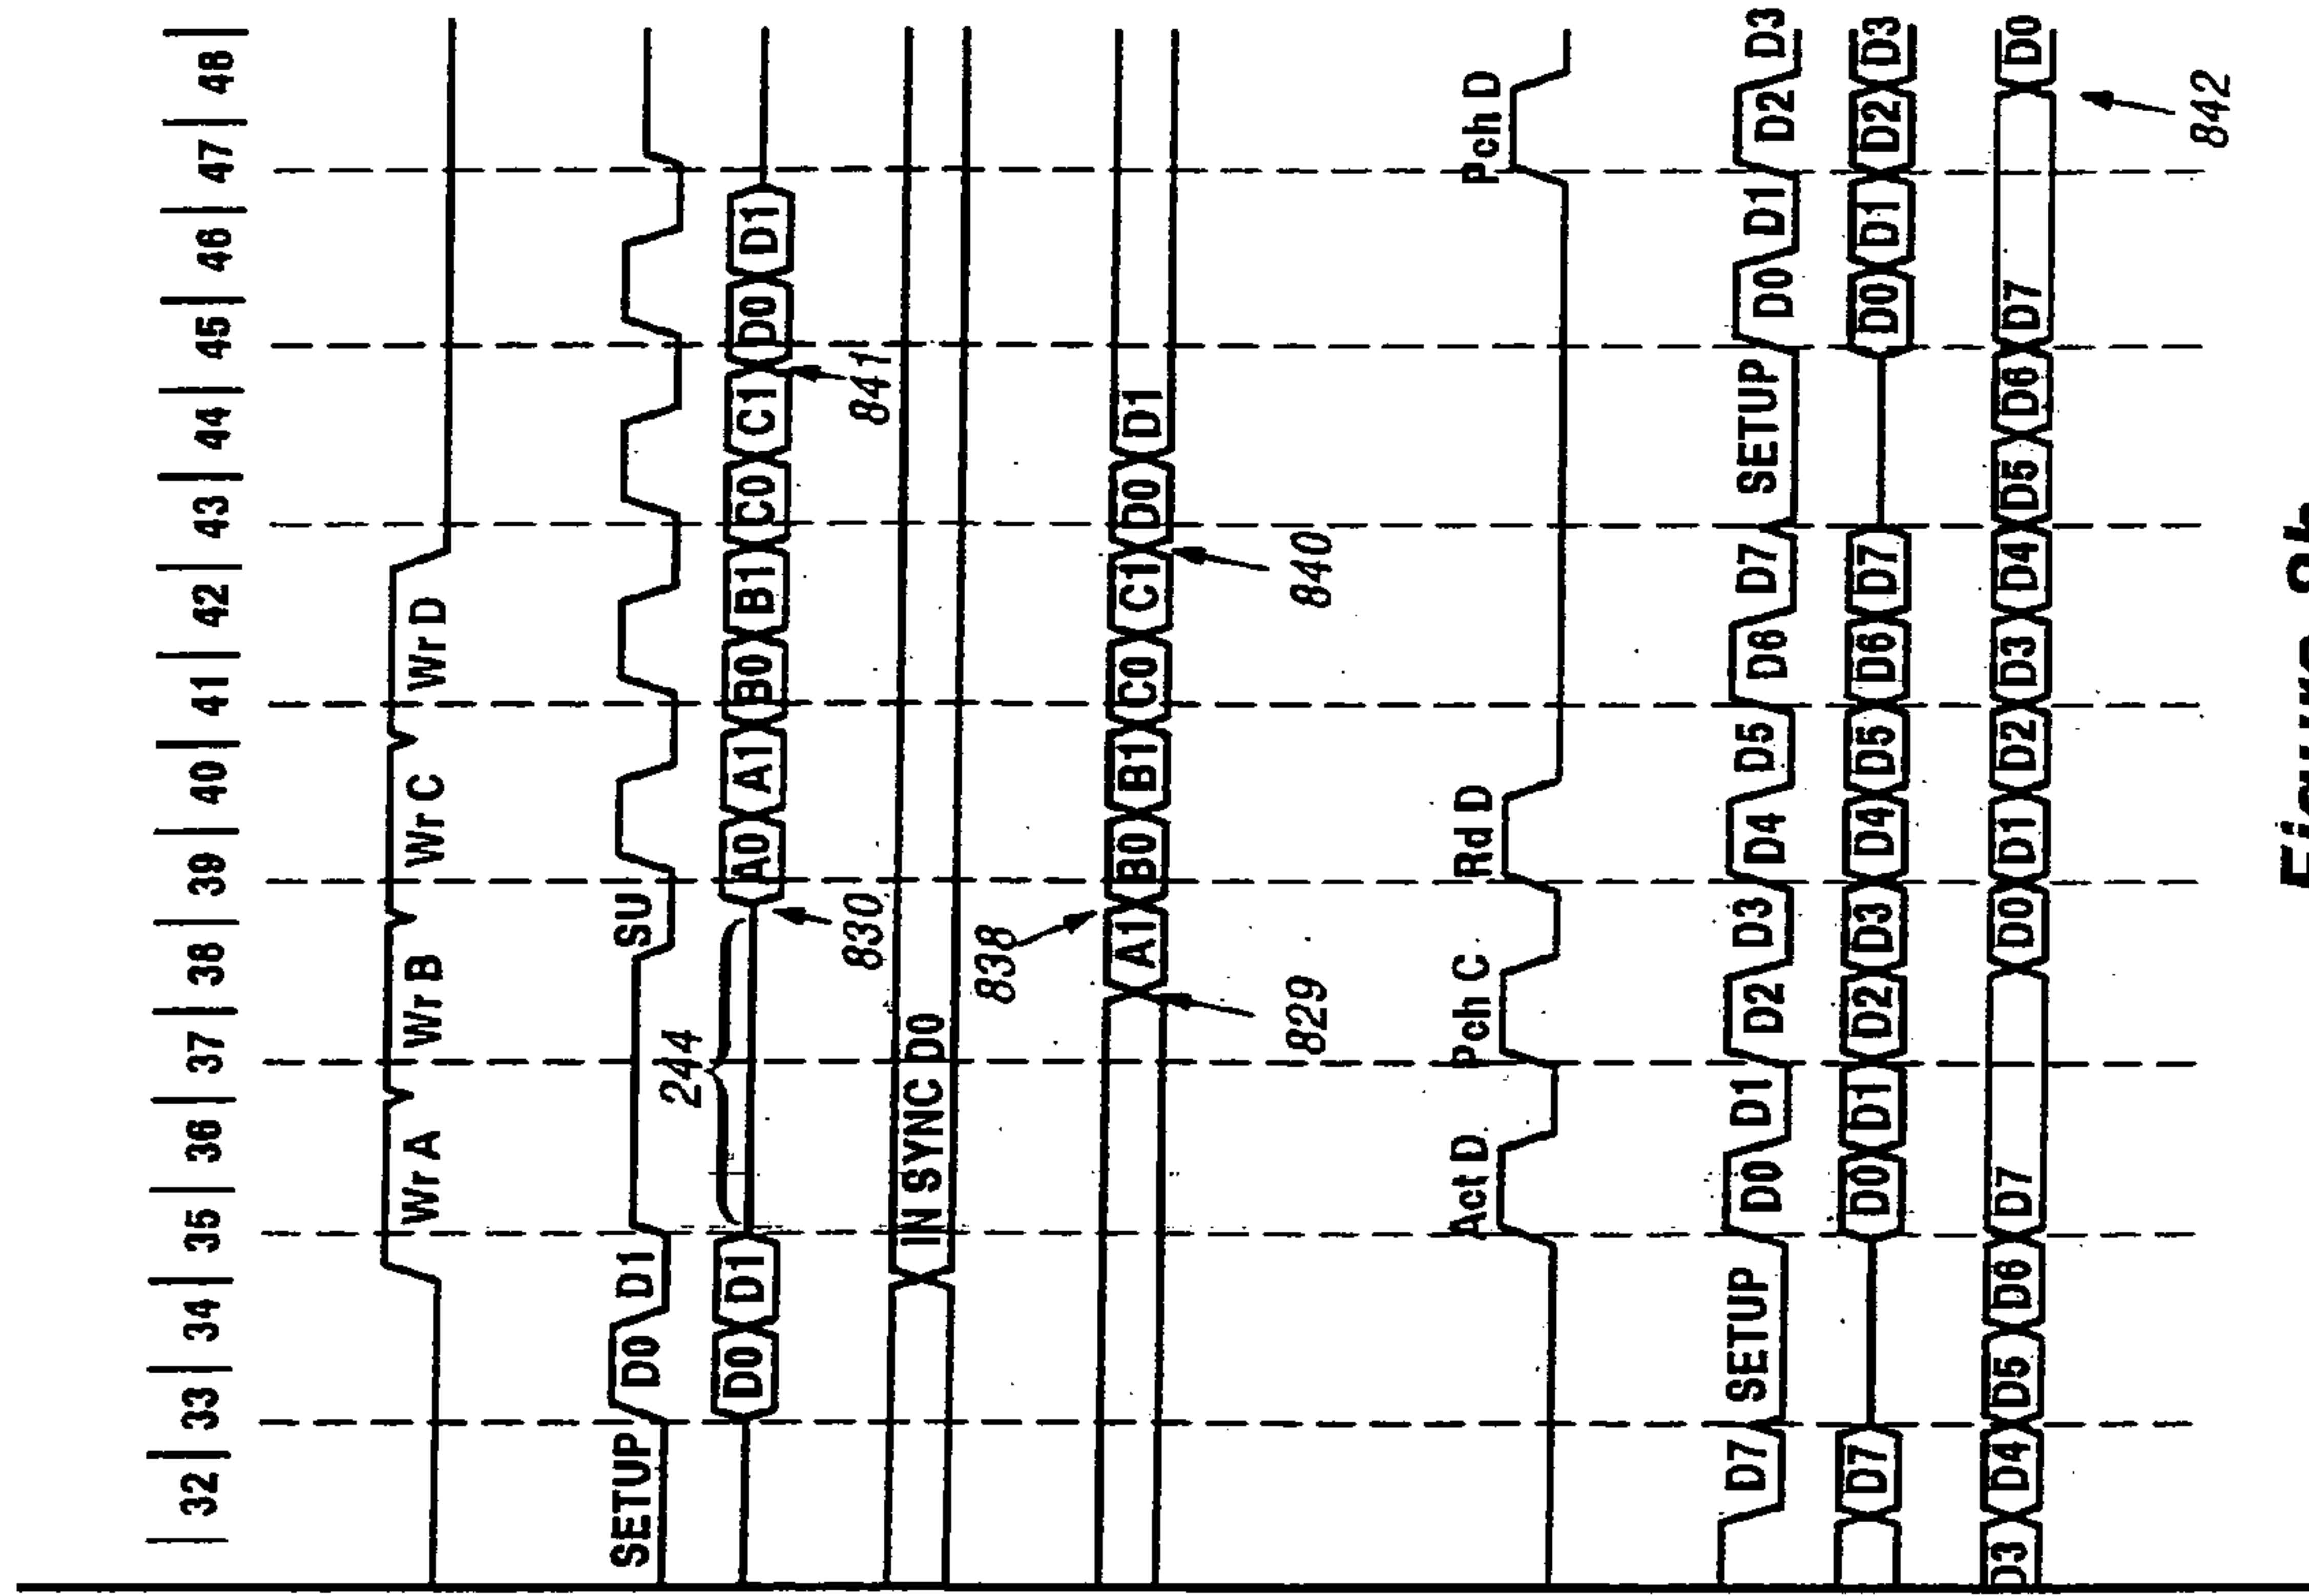 | 32 | 33 | 34 | 35 | 36 | 37 | 38 | 39 | 40 | 41 | 42 | 43 | 44 | 45 | 46 | 47 | 48 |
Wr A Wr B Wr C Wr D
SETUP D0 D1 SU
244
D0 D1 A0 A1 B0 B1 C0 C1 D0 D1
830 841
IN SYNC D0
838
A1 B0 B1 C0 C1 D0 D1
829 840
Act D Pch C Rd D Pch D
D7 SETUP D0 D1 D2 D3 D4 D5 D6 D7 SETUP D0 D1 D2 D3
D7 D0 D1 D2 D3 D4 D5 D6 D7 D0 D1 D2 D3
D3 D4 D5 D6 D7 D0 D1 D2 D3 D4 D5 D6 D7 D0
842
Figure